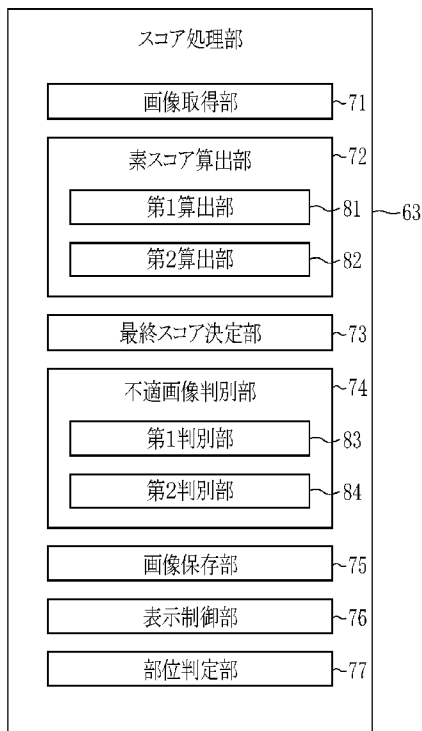 スコア処理部
画像取得部 71
素スコア算出部 72
第1算出部 81
63
第2算出部 82
最終スコア決定部 73
不適画像判別部 74
第1判別部 83
第2判別部 84
画像保存部 75
表示制御部 76
部位判定部 77